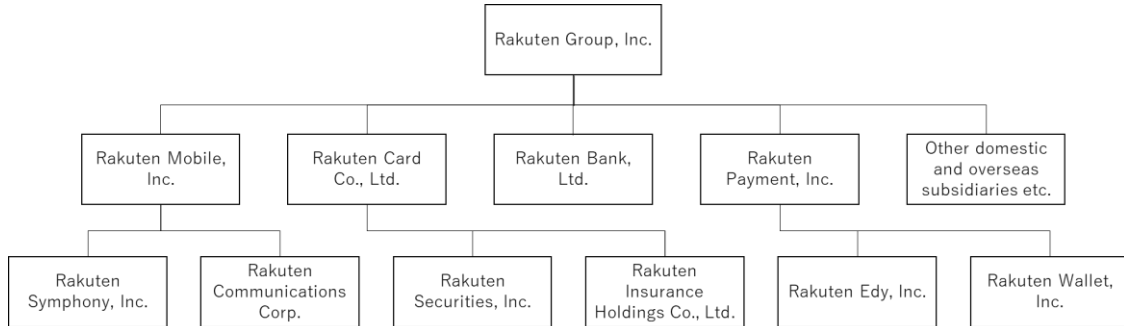 Rakuten Group, Inc.
Rakuten Mobile,
Inc.
Rakuten Card
Co., Ltd.
Rakuten Bank,
Ltd.
Rakuten
Payment, Inc.
Other domestic
and overseas
subsidiaries etc.
Rakuten
Symphony, Inc.
Rakuten
Communications
Corp.
Rakuten
Securities, Inc.
Rakuten
Insurance
Holdings Co., Ltd.
Rakuten Edy, Inc.
Rakuten Wallet,
Inc.